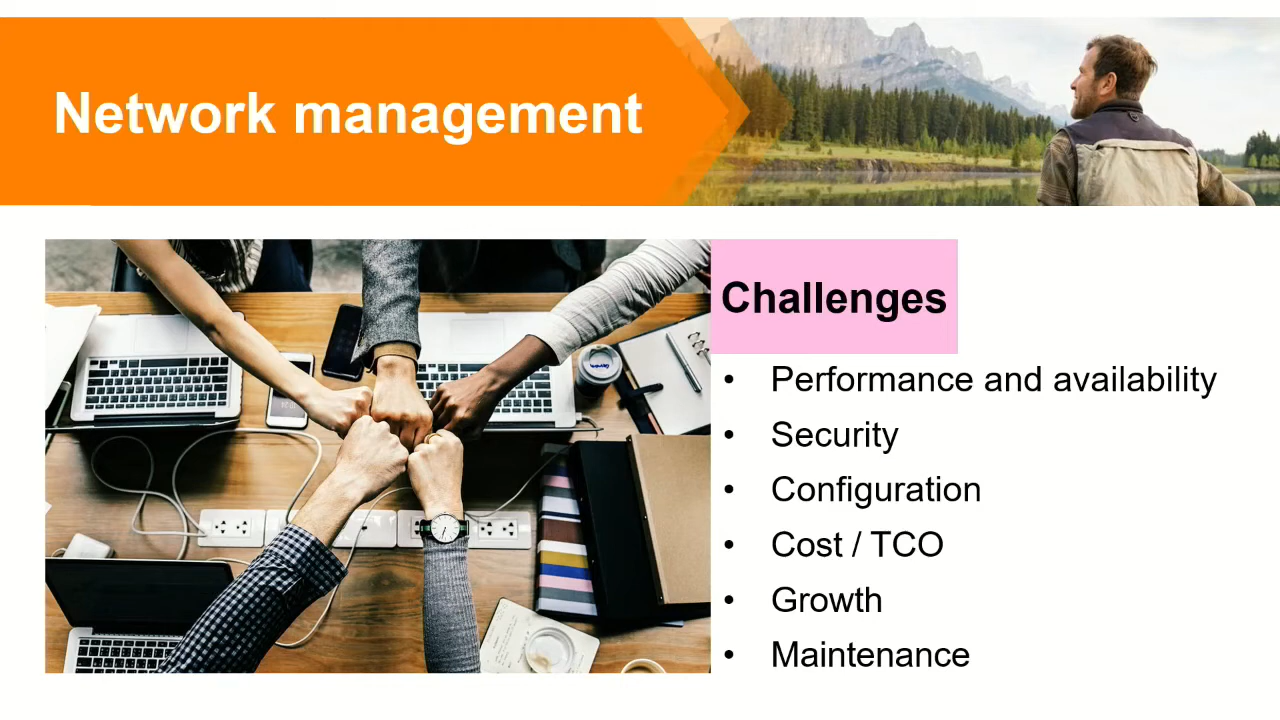 Network management
Challenges
• Performance and availability
• Security
• Configuration
• Cost / TCO
• Growth
• Maintenance